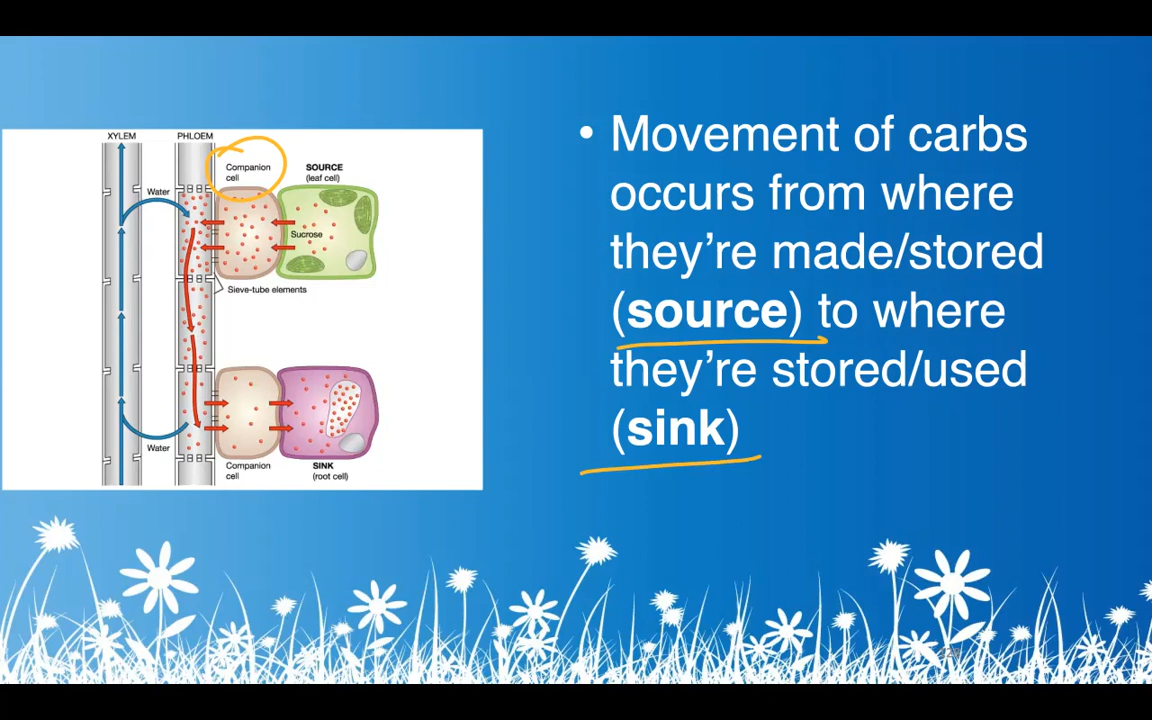 XYLEM
PHLOEM
Companion
cell
SOURCE
(leaf cell)
Water
Sucrose
Sieve-tube elements
Water
Companion
cell
SINK
(root cell)
• Movement of carbs
occurs from where
they’re made/stored
(source) to where
they’re stored/used
(sink)